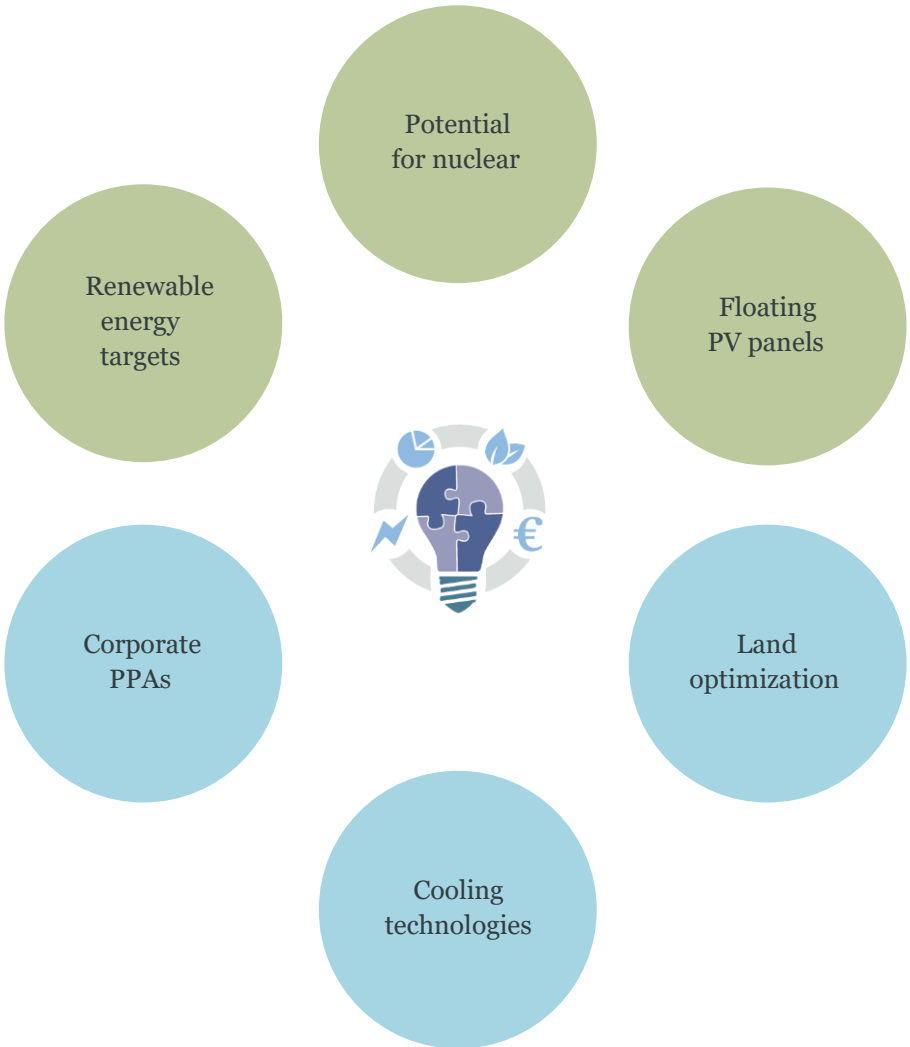 Potential
for nuclear
Renewable
energy
targets
Floating
PV panels
€
Corporate
PPAs
Land
optimization
Cooling
technologies